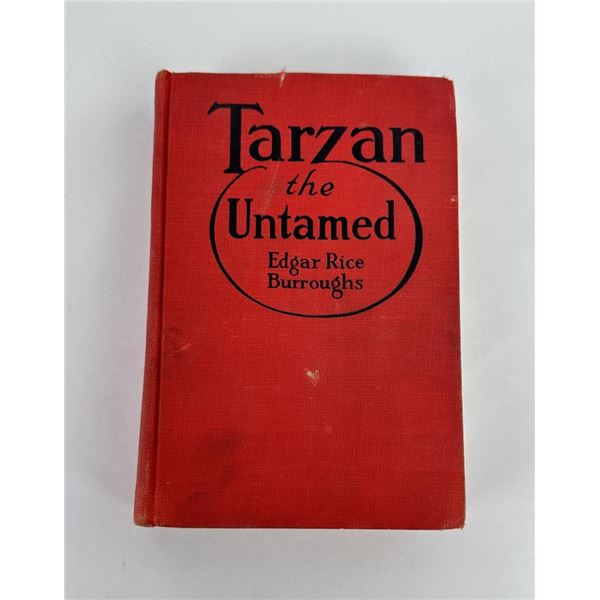 Tarzan
the
Untamed
Edgar Rice
Burroughs